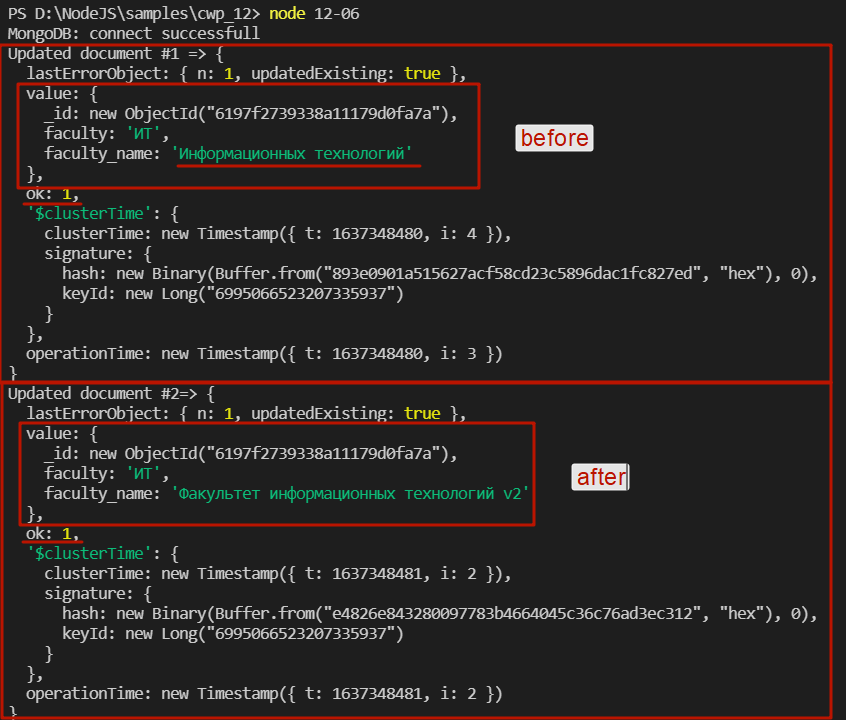 PS D:\NodeJS\samples\cwp_12> node 12-06
MongoDB: connect successfull
Updated document #1 => {
  lastErrorObject: { n: 1, updatedExisting: true },
  value: {
    _id: new ObjectId("6197f2739338a11179d0fa7a"),
    faculty: 'ИТ',
before
    faculty_name: 'Информационных технологий'
  },
  ok: 1,
  '$clusterTime': {
    clusterTime: new Timestamp({ t: 1637348480, i: 4 }),
    signature: {
      hash: new Binary(Buffer.from("893e0901a515627acf58cd23c5896dac1fc827ed", "hex"), 0),
      keyId: new Long("6995066523207335937")
    }
  },
  operationTime: new Timestamp({ t: 1637348480, i: 3 })
}
Updated document #2=> {
  lastErrorObject: { n: 1, updatedExisting: true },
  value: {
    _id: new ObjectId("6197f2739338a11179d0fa7a"),
    faculty: 'ИТ',
after
    faculty_name: 'Факультет информационных технологий v2'
  },
  ok: 1,
  '$clusterTime': {
    clusterTime: new Timestamp({ t: 1637348481, i: 2 }),
    signature: {
      hash: new Binary(Buffer.from("e4826e843280097783b4664045c36c76ad3ec312", "hex"), 0),
      keyId: new Long("6995066523207335937")
    }
  },
  operationTime: new Timestamp({ t: 1637348481, i: 2 })
}